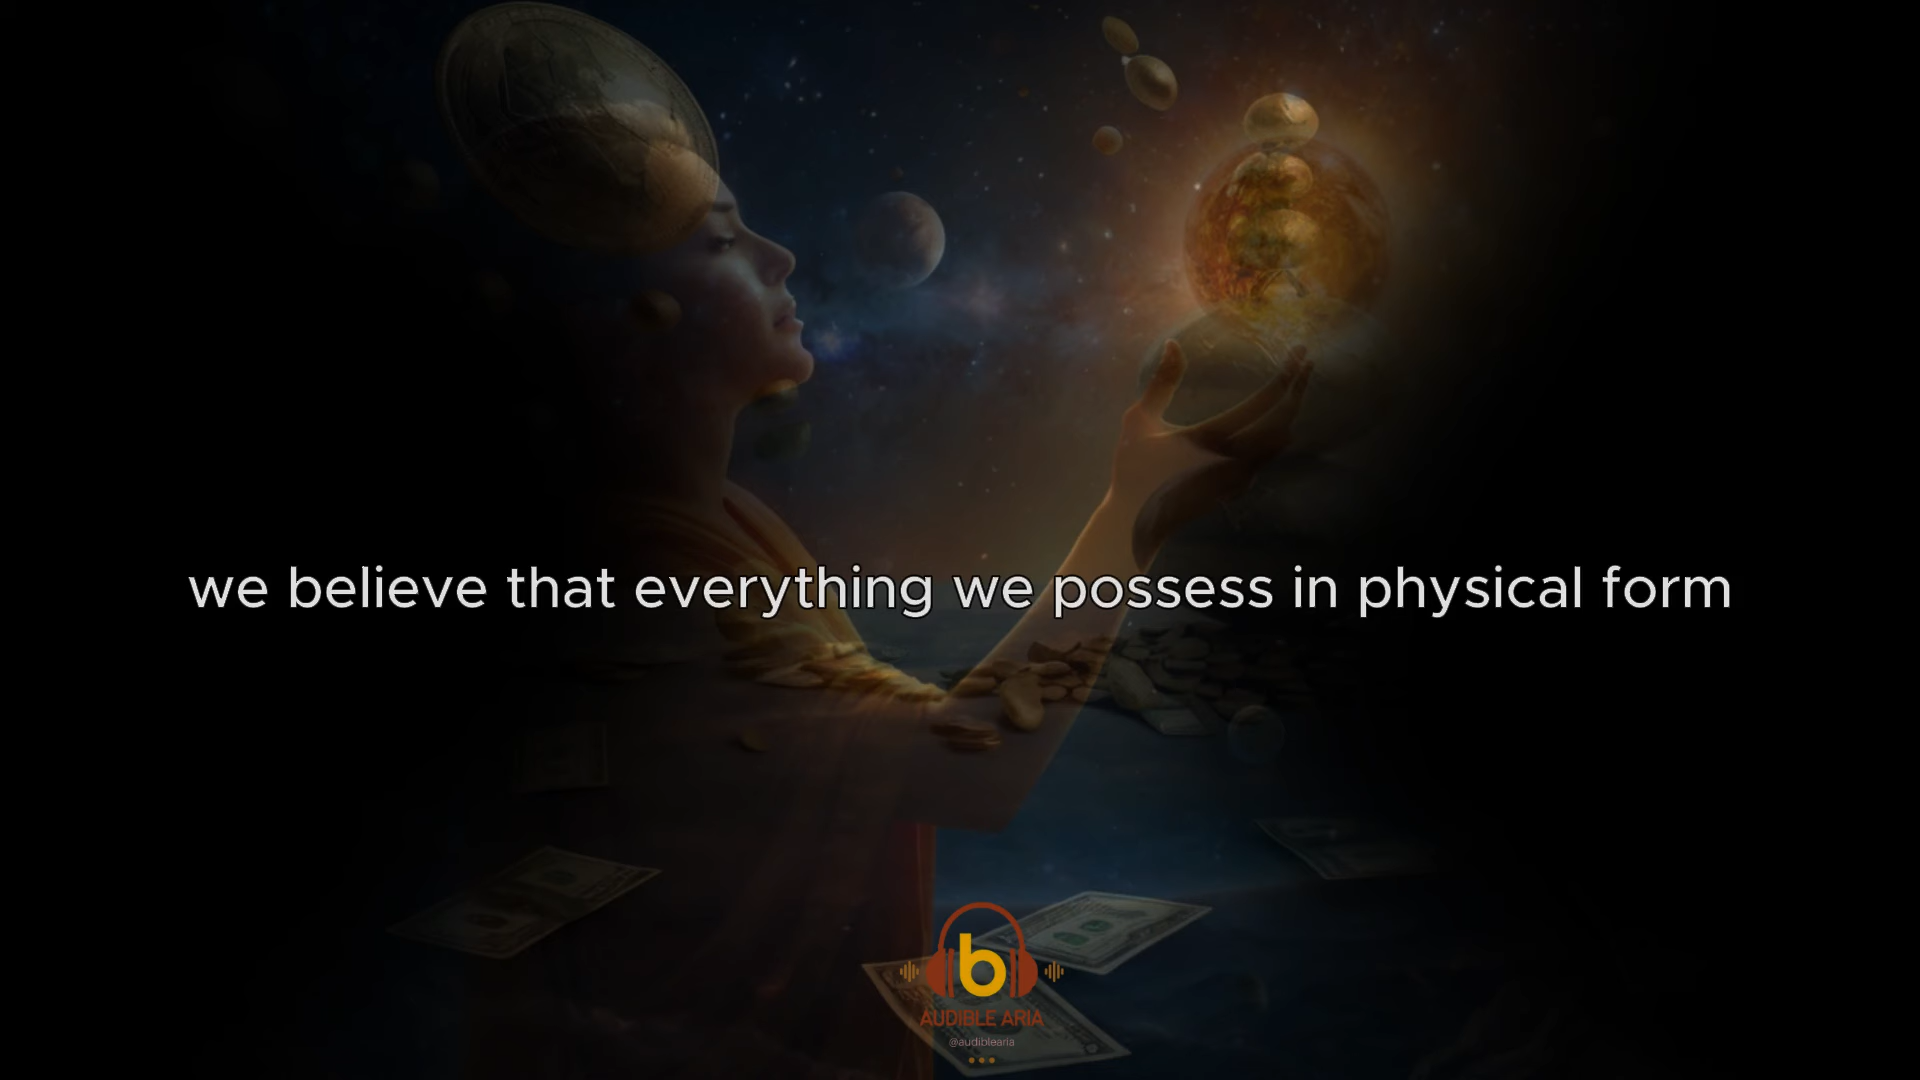 we believe that everything we possess in physical form
b
AUDIBLE ARIA
@audiblearia